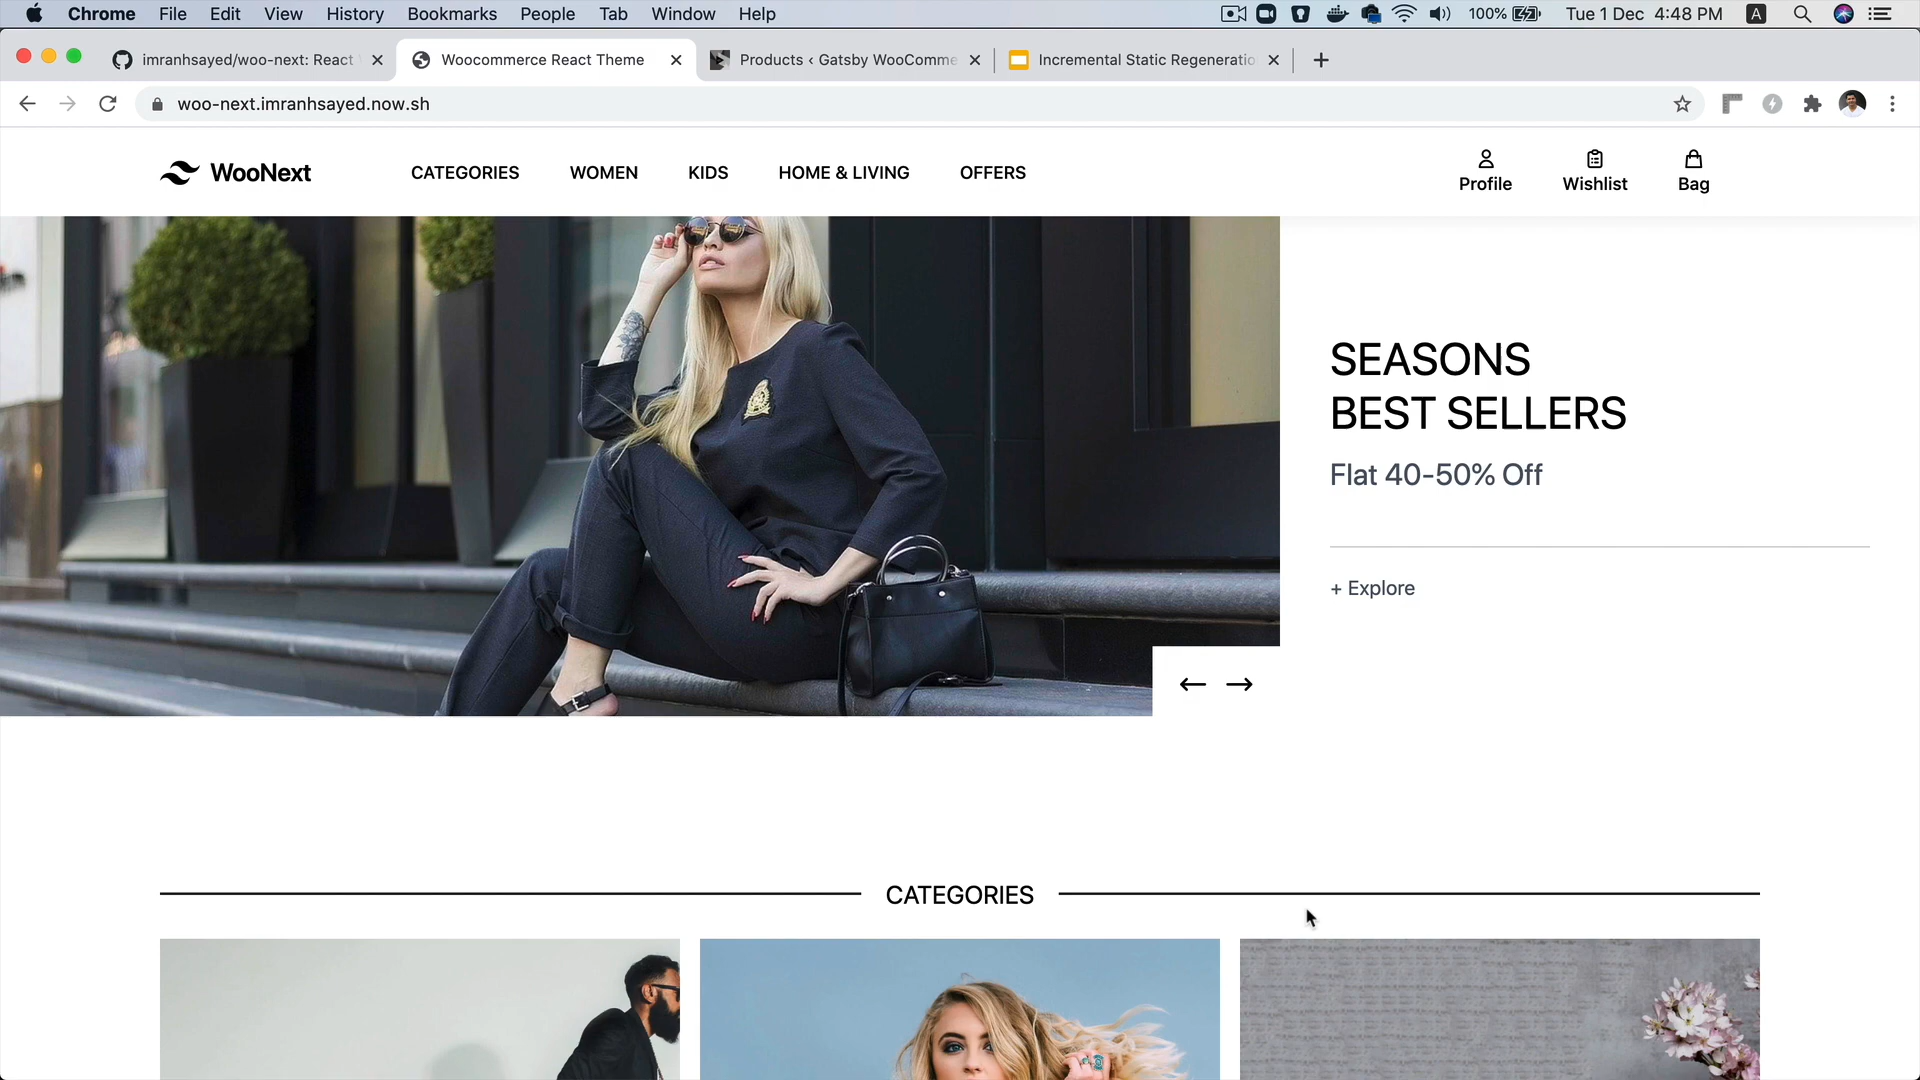 Chrome File Edit View History Bookmarks People Tab Window Help 100% Tue 1 Dec 4:48 PM A
imranhsayed/woo-next: React Woocommerce React Theme Products ‹ Gatsby WooComme Incremental Static Regeneratio
woo-next.imranhsayed.now.sh
WooNext CATEGORIES WOMEN KIDS HOME & LIVING OFFERS Profile Wishlist Bag
SEASONS
BEST SELLERS
Flat 40-50% Off
+ Explore
CATEGORIES